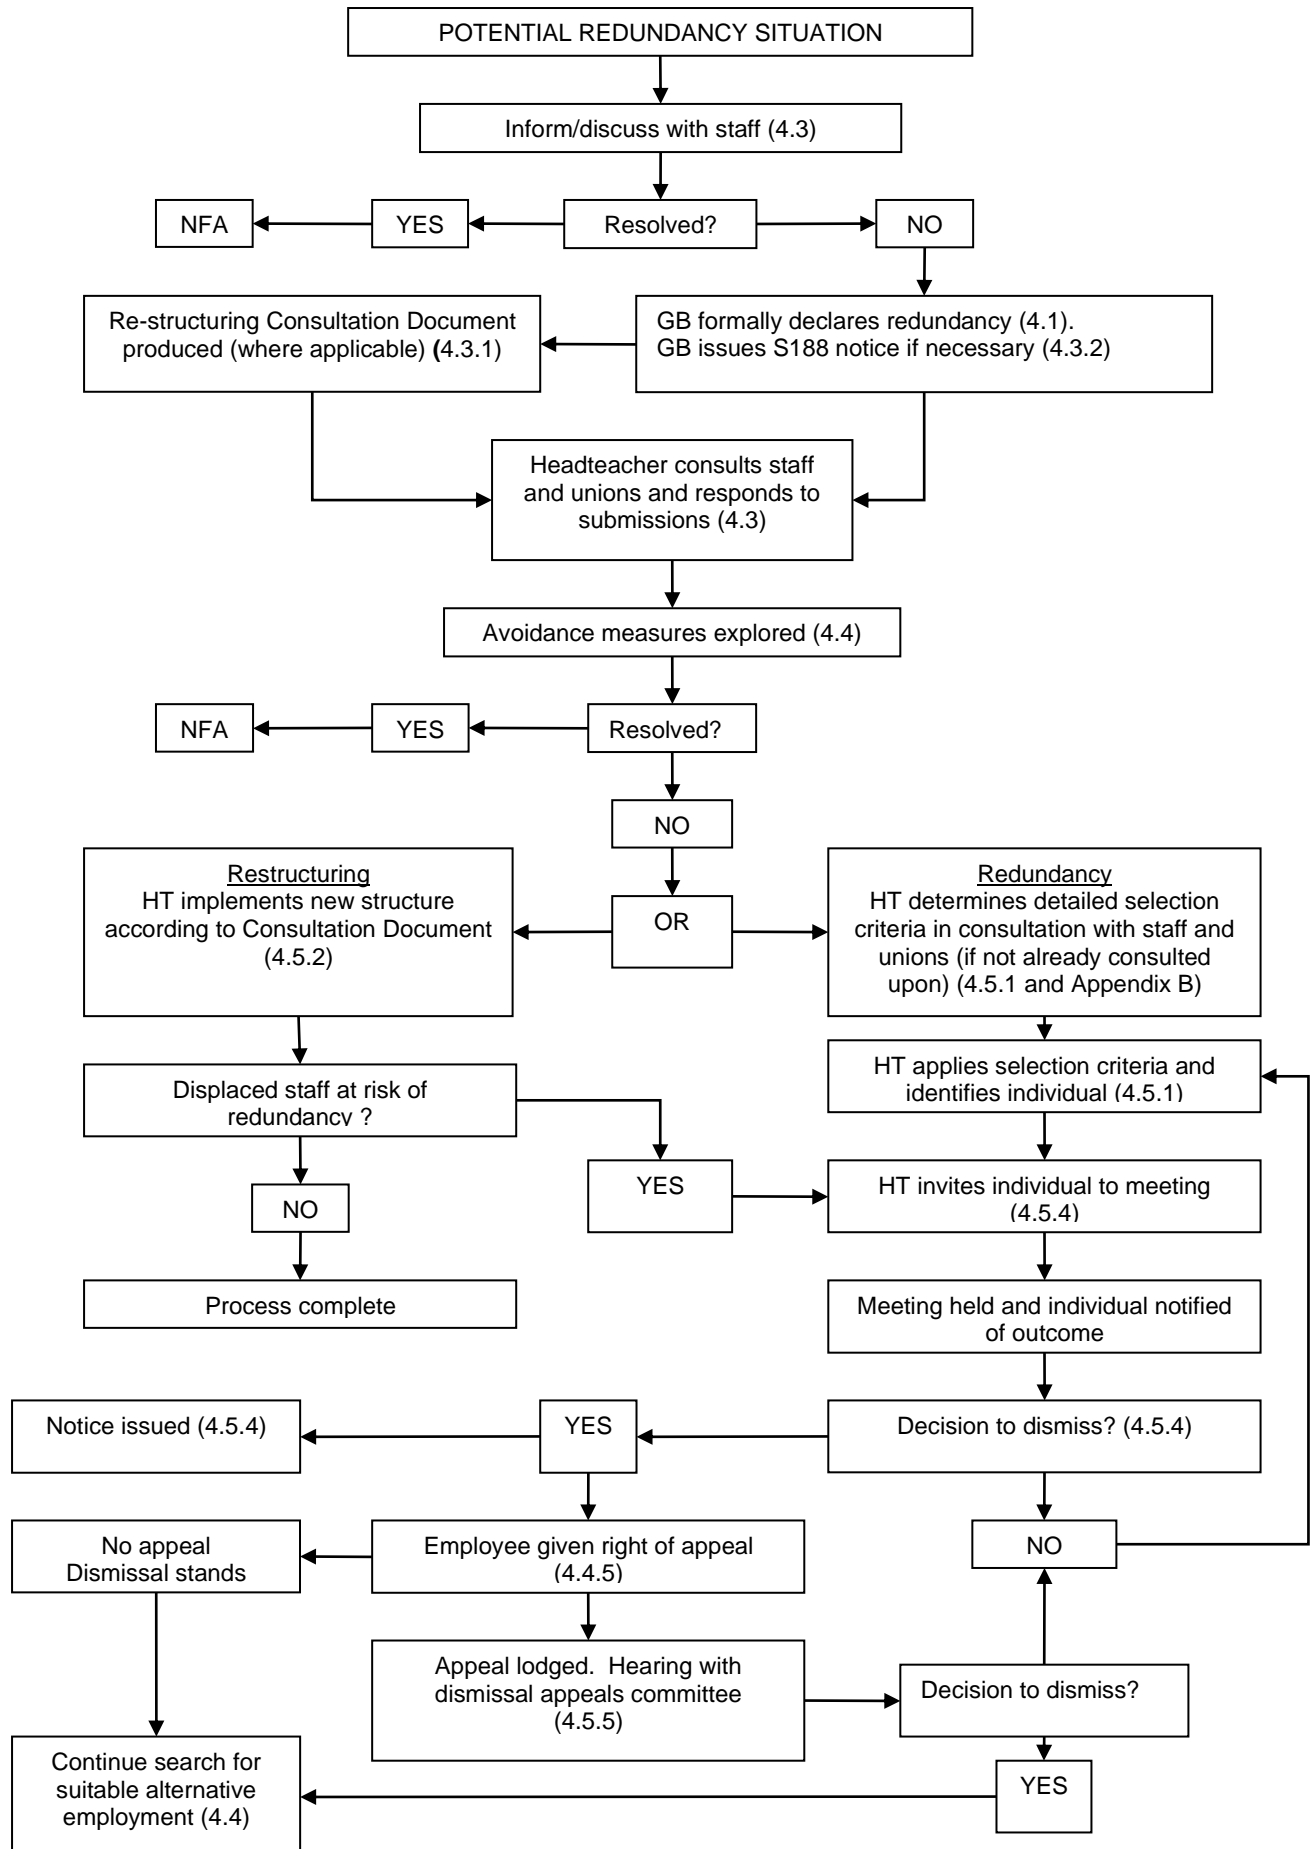 POTENTIAL REDUNDANCY SITUATION
Inform/discuss with staff (4.3)
NFA
YES
Resolved?
NO
Re-structuring Consultation Document
produced (where applicable) (4.3.1)
GB formally declares redundancy (4.1).
GB issues S188 notice if necessary (4.3.2)
Headteacher consults staff
and unions and responds to
submissions (4.3)
Avoidance measures explored (4.4)
NFA
YES
Resolved?
NO
OR
Restructuring
HT implements new structure
according to Consultation Document
(4.5.2)
Redundancy
HT determines detailed selection
criteria in consultation with staff and
unions (if not already consulted
upon) (4.5.1 and Appendix B)
Displaced staff at risk of
redundancy ?
HT applies selection criteria and
identifies individual (4.5.1)
YES
HT invites individual to meeting
(4.5.4)
NO
Process complete
Meeting held and individual notified
of outcome
Notice issued (4.5.4)
YES
Decision to dismiss? (4.5.4)
No appeal
Dismissal stands
Employee given right of appeal
(4.4.5)
NO
Appeal lodged.  Hearing with
dismissal appeals committee
(4.5.5)
Decision to dismiss?
Continue search for
suitable alternative
employment (4.4)
YES